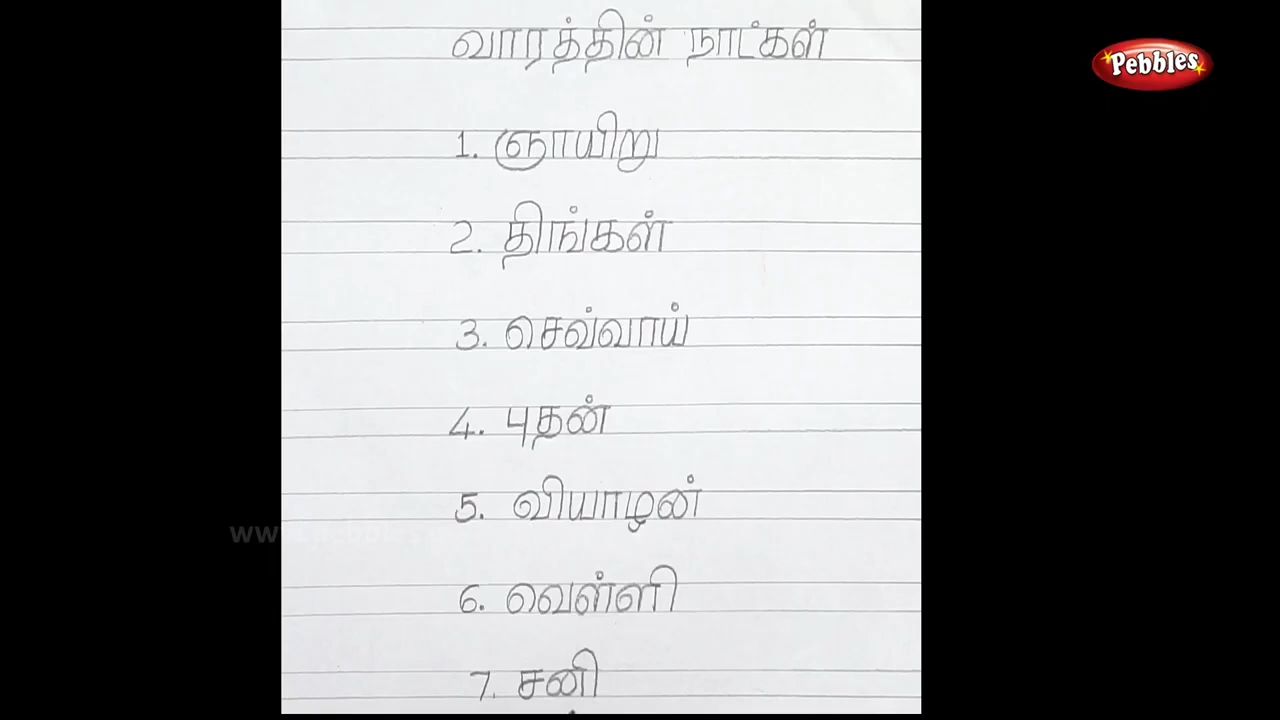 வாரத்தின் நாட்கள்
Pebbles
1. ஞாயிறு
2. திங்கள்
3. செவ்வாய்
4. புதன்
5. வியாழன்
6. வெள்ளி
7. சனி